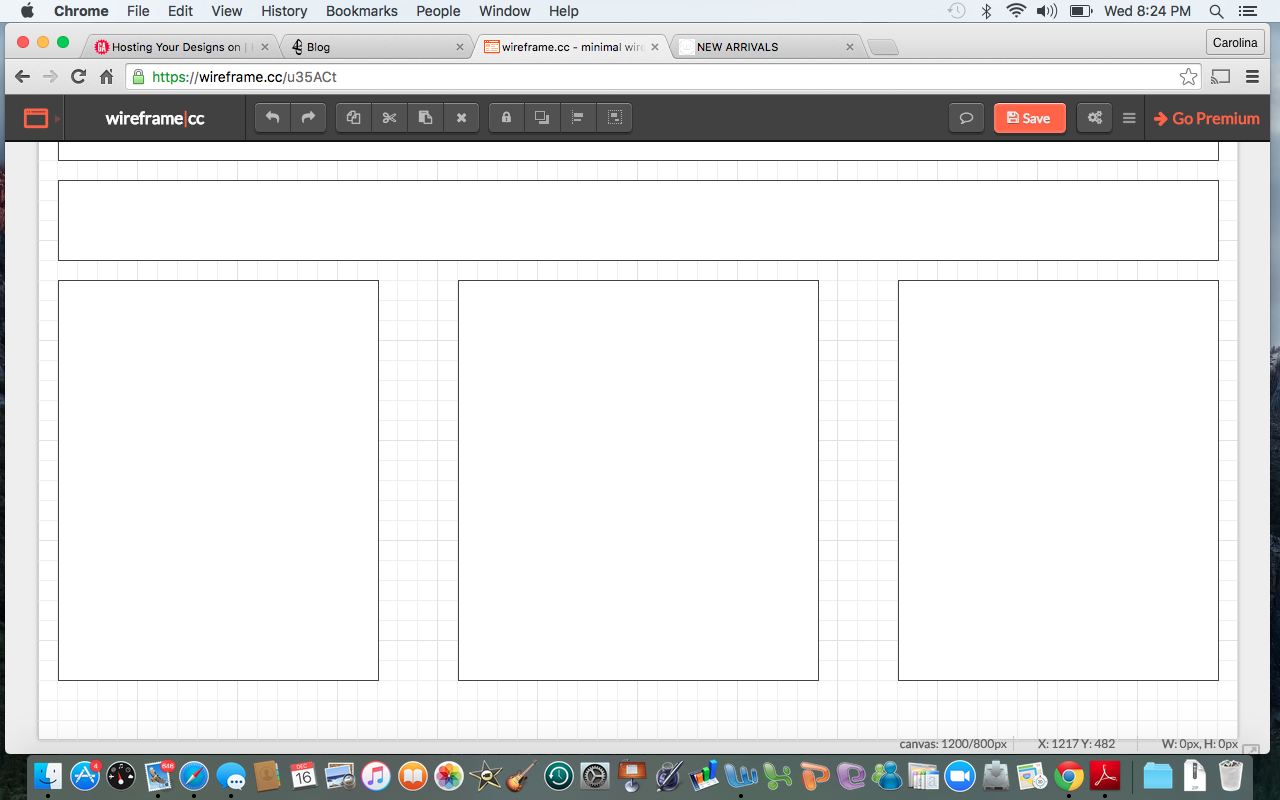 Chrome File Edit View History Bookmarks People Window Help Wed 8:24 PM
Hosting Your Designs on | Blog wireframe.cc - minimal wire NEW ARRIVALS Carolina
https://wireframe.cc/u35ACt
wireframe|cc Save Go Premium
canvas: 1200/800px X: 1217 Y: 482 W: 0px, H: 0px
4 646 DEC 16 ZIP